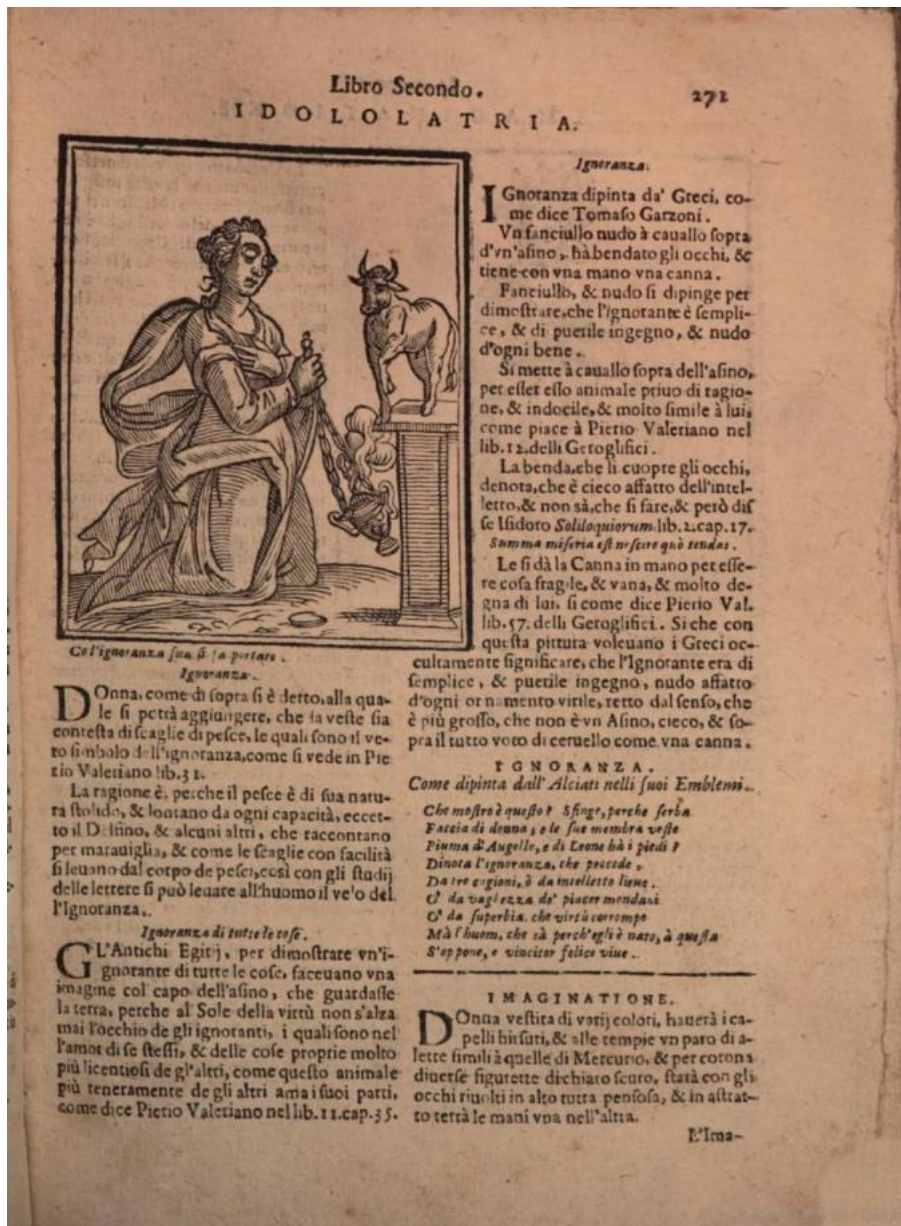 Libro Secondo.
271
IDOLOLATRIA.
Co l'ignoranza sua si fa portare.
Ignoranza.
DOnna, come di sopra si è detto, alla qua-
le si potrà aggiungere, che la veste sia
contesta di scaglie di pesce, le quali sono il ve-
ro simbolo dell'ignoranza, come si vede in Pie
rio Valeriano lib.31.
La ragione è, perche il pesce è di sua natu-
ra stolido, & lontano da ogni capacità, eccet-
to il Delfino, & alcuni altri, che raccontano
per marauiglia, & come le scaglie con facilità
si leuano dal corpo de pesci, così con gli studij
delle lettere si può leuare all'huomo il velo del
l'Ignoranza.
Ignoranza di tutte le cose.
GL'Antichi Egitij, per dimostrare vn'i-
gnorante di tutte le cose, faceuano vna
imagine col capo dell'asino, che guardasse
la terra, perche al Sole della virtù non s'alza
mai l'occhio de gli ignoranti, i quali sono nel
l'amor di se stessi, & delle cose proprie molto
più licentiosi de gl'altri, come questo animale
più teneramente de gli altri ama i suoi parti,
come dice Pierio Valeriano nel lib.11.cap.35.
Ignoranza.
IGnoranza dipinta da' Greci, co-
me dice Tomaso Garzoni.
Vn fanciullo nudo à cauallo sopra
d'vn'asino, hà bendato gli occhi, &
tiene con vna mano vna canna.
Fanciullo, & nudo si dipinge per
dimostrare, che l'ignorante è sempli-
ce, & di puerile ingegno, & nudo
d'ogni bene.
Si mette à cauallo sopra dell'asino,
per esser esso animale priuo di ragio-
ne, & indocile, & molto simile à lui,
come piace à Pierio Valeriano nel
lib.12.delli Geroglifici.
La benda, che li cuopre gli occhi,
denota, che è cieco affatto dell'intel-
letto, & non sà, che si fare, & però dis
se Isidoro Soliloquiorum lib.2.cap.17.
Summa miseria est nescire quò tendas.
Le si dà la Canna in mano per esse-
re cosa fragile, & vana, & molto de-
gna di lui, si come dice Pierio Val.
lib.57. delli Geroglifici. Si che con
questa pittura voleuano i Greci oc-
cultamente significare, che l'Ignorante era di
semplice, & puerile ingegno, nudo affatto
d'ogni ornamento virile, retto dal senso, che
è più grosso, che non è vn Asino, cieco, & so-
pra il tutto voto di ceruello come vna canna.
IGNORANZA.
Come dipinta dall'Alciati nelli suoi Emblemi.
Che mostro è questo? Sfinge, perche serba
Faccia di donna, e le sue membra veste
Piuma d'Augello, e di Leone hà i piedi?
Dinota l'ignoranza, che procede,
Da tre cagioni, ò da intelletto lieue.
O' da vaghezza de' piacer mondani
O' da superbia. che virtù corrompe
Mà l'huom, che sà perch'egli è nato, à questa
S'oppone, e vincitor felice viue.
IMAGINATIONE.
DOnna vestita di varij colori, hauerà i ca-
pelli hirsuti, & alle tempie vn paro di a-
lette simili à quelle di Mercurio, & per corona
diuerse figurette di chiaro scuro, starà con gli
occhi riuolti in alto tutta pensosa, & in astrat-
to terrà le mani vna nell'altra.
L'Ima-